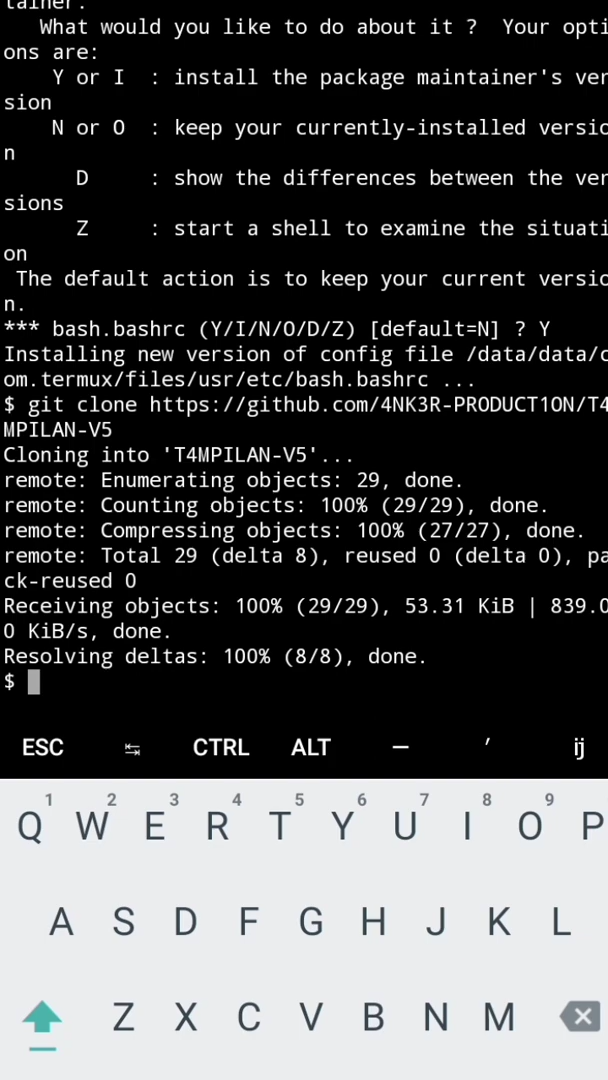 tainer.
What would you like to do about it ?  Your opti
ons are:
Y or I  : install the package maintainer's ver
sion
N or O  : keep your currently-installed versio
n
D     : show the differences between the ver
sions
Z     : start a shell to examine the situati
on
The default action is to keep your current versio
n.
*** bash.bashrc (Y/I/N/O/D/Z) [default=N] ? Y
Installing new version of config file /data/data/c
om.termux/files/usr/etc/bash.bashrc ...
$ git clone https://github.com/4NK3R-PRODUCT1ON/T4
MPILAN-V5
Cloning into 'T4MPILAN-V5'...
remote: Enumerating objects: 29, done.
remote: Counting objects: 100% (29/29), done.
remote: Compressing objects: 100% (27/27), done.
remote: Total 29 (delta 8), reused 0 (delta 0), pa
ck-reused 0
Receiving objects: 100% (29/29), 53.31 KiB | 839.0
0 KiB/s, done.
Resolving deltas: 100% (8/8), done.
$
ESC ↹ CTRL ALT — ′ ij
1 2 3 4 5 6 7 8 9
Q W E R T Y U I O P
A S D F G H J K L
Z X C V B N M